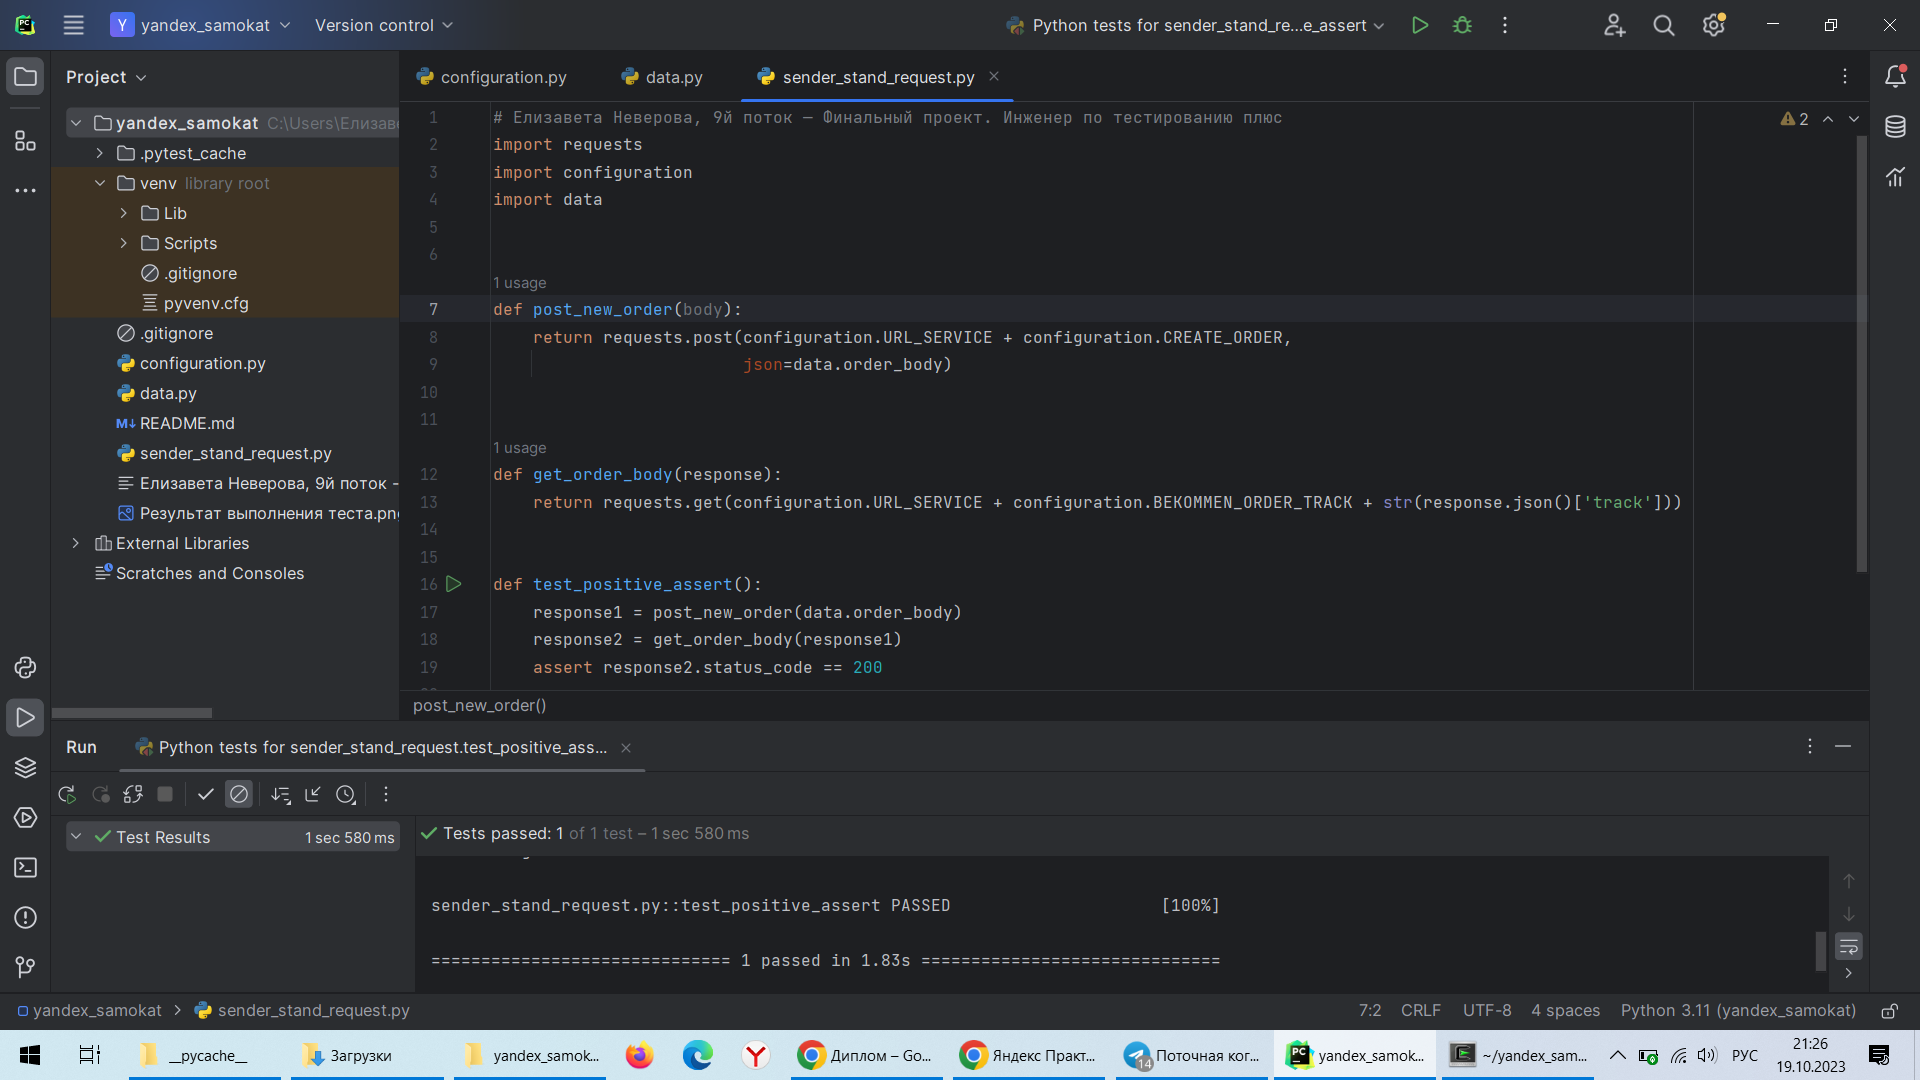 Y yandex_samokat
Version control
Python tests for sender_stand_re...e_assert
Project
configuration.py
data.py
sender_stand_request.py
yandex_samokat C:\Users\Елизаве
.pytest_cache
venv library root
Lib
Scripts
.gitignore
pyvenv.cfg
.gitignore
configuration.py
data.py
README.md
sender_stand_request.py
Елизавета Неверова, 9й поток -
Результат выполнения теста.png
External Libraries
Scratches and Consoles
2
1 # Елизавета Неверова, 9й поток — Финальный проект. Инженер по тестированию плюс
2 import requests
3 import configuration
4 import data
5
6
1 usage
7 def post_new_order(body):
8 return requests.post(configuration.URL_SERVICE + configuration.CREATE_ORDER,
9 json=data.order_body)
10
11
1 usage
12 def get_order_body(response):
13 return requests.get(configuration.URL_SERVICE + configuration.BEKOMMEN_ORDER_TRACK + str(response.json()['track']))
14
15
16 def test_positive_assert():
17 response1 = post_new_order(data.order_body)
18 response2 = get_order_body(response1)
19 assert response2.status_code == 200
post_new_order()
Run
Python tests for sender_stand_request.test_positive_ass...
Test Results 1 sec 580 ms
Tests passed: 1 of 1 test – 1 sec 580 ms
sender_stand_request.py::test_positive_assert PASSED [100%]
============================== 1 passed in 1.83s ==============================
yandex_samokat > sender_stand_request.py
7:2 CRLF UTF-8 4 spaces Python 3.11 (yandex_samokat)
__pycache__
Загрузки
yandex_samok...
Диплом – Go...
Яндекс Практ...
14 Поточная ког...
yandex_samok...
~/yandex_sam...
РУС
21:26
19.10.2023